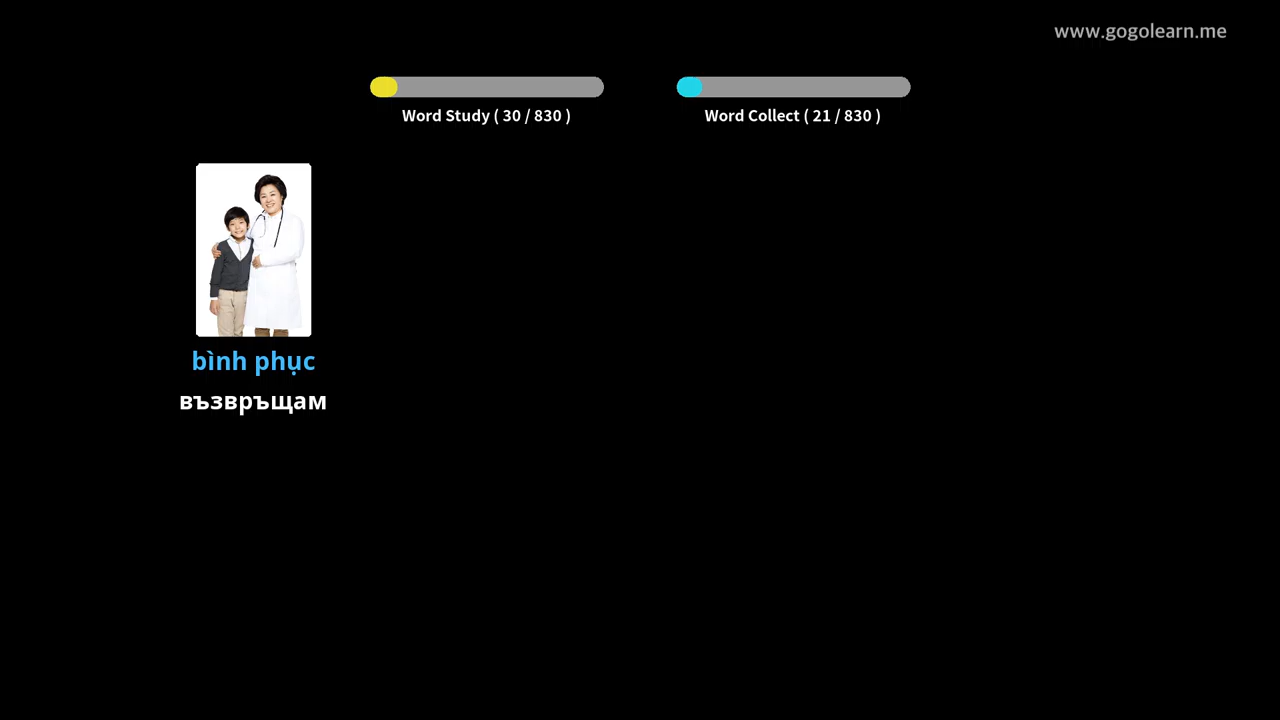 www.gogolearn.me
Word Study ( 30 / 830 )
Word Collect ( 21 / 830 )
bình phục
възвръщам